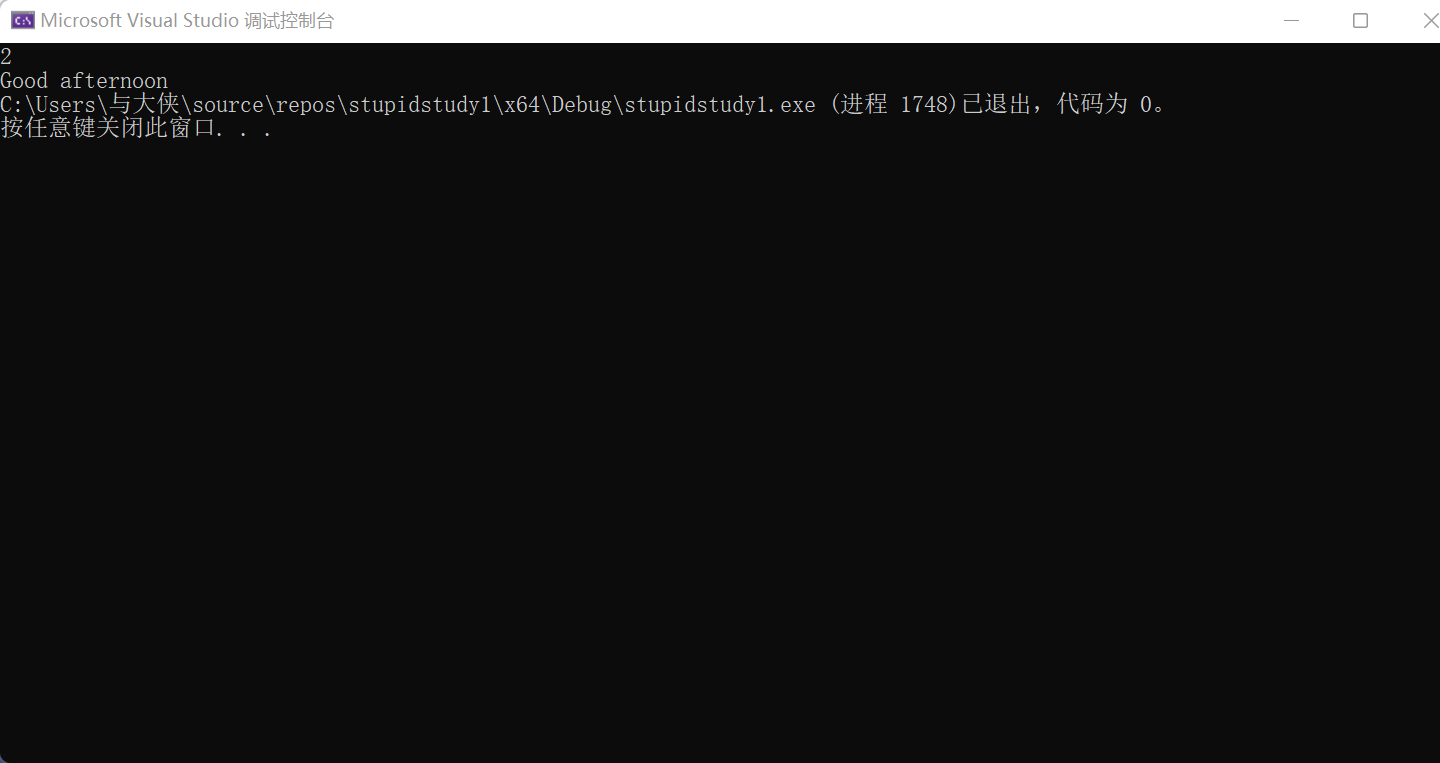 Microsoft Visual Studio 调试控制台
2
Good afternoon
C:\Users\与大侠\source\repos\stupidstudy1\x64\Debug\stupidstudy1.exe (进程 1748)已退出，代码为 0。
按任意键关闭此窗口. . .